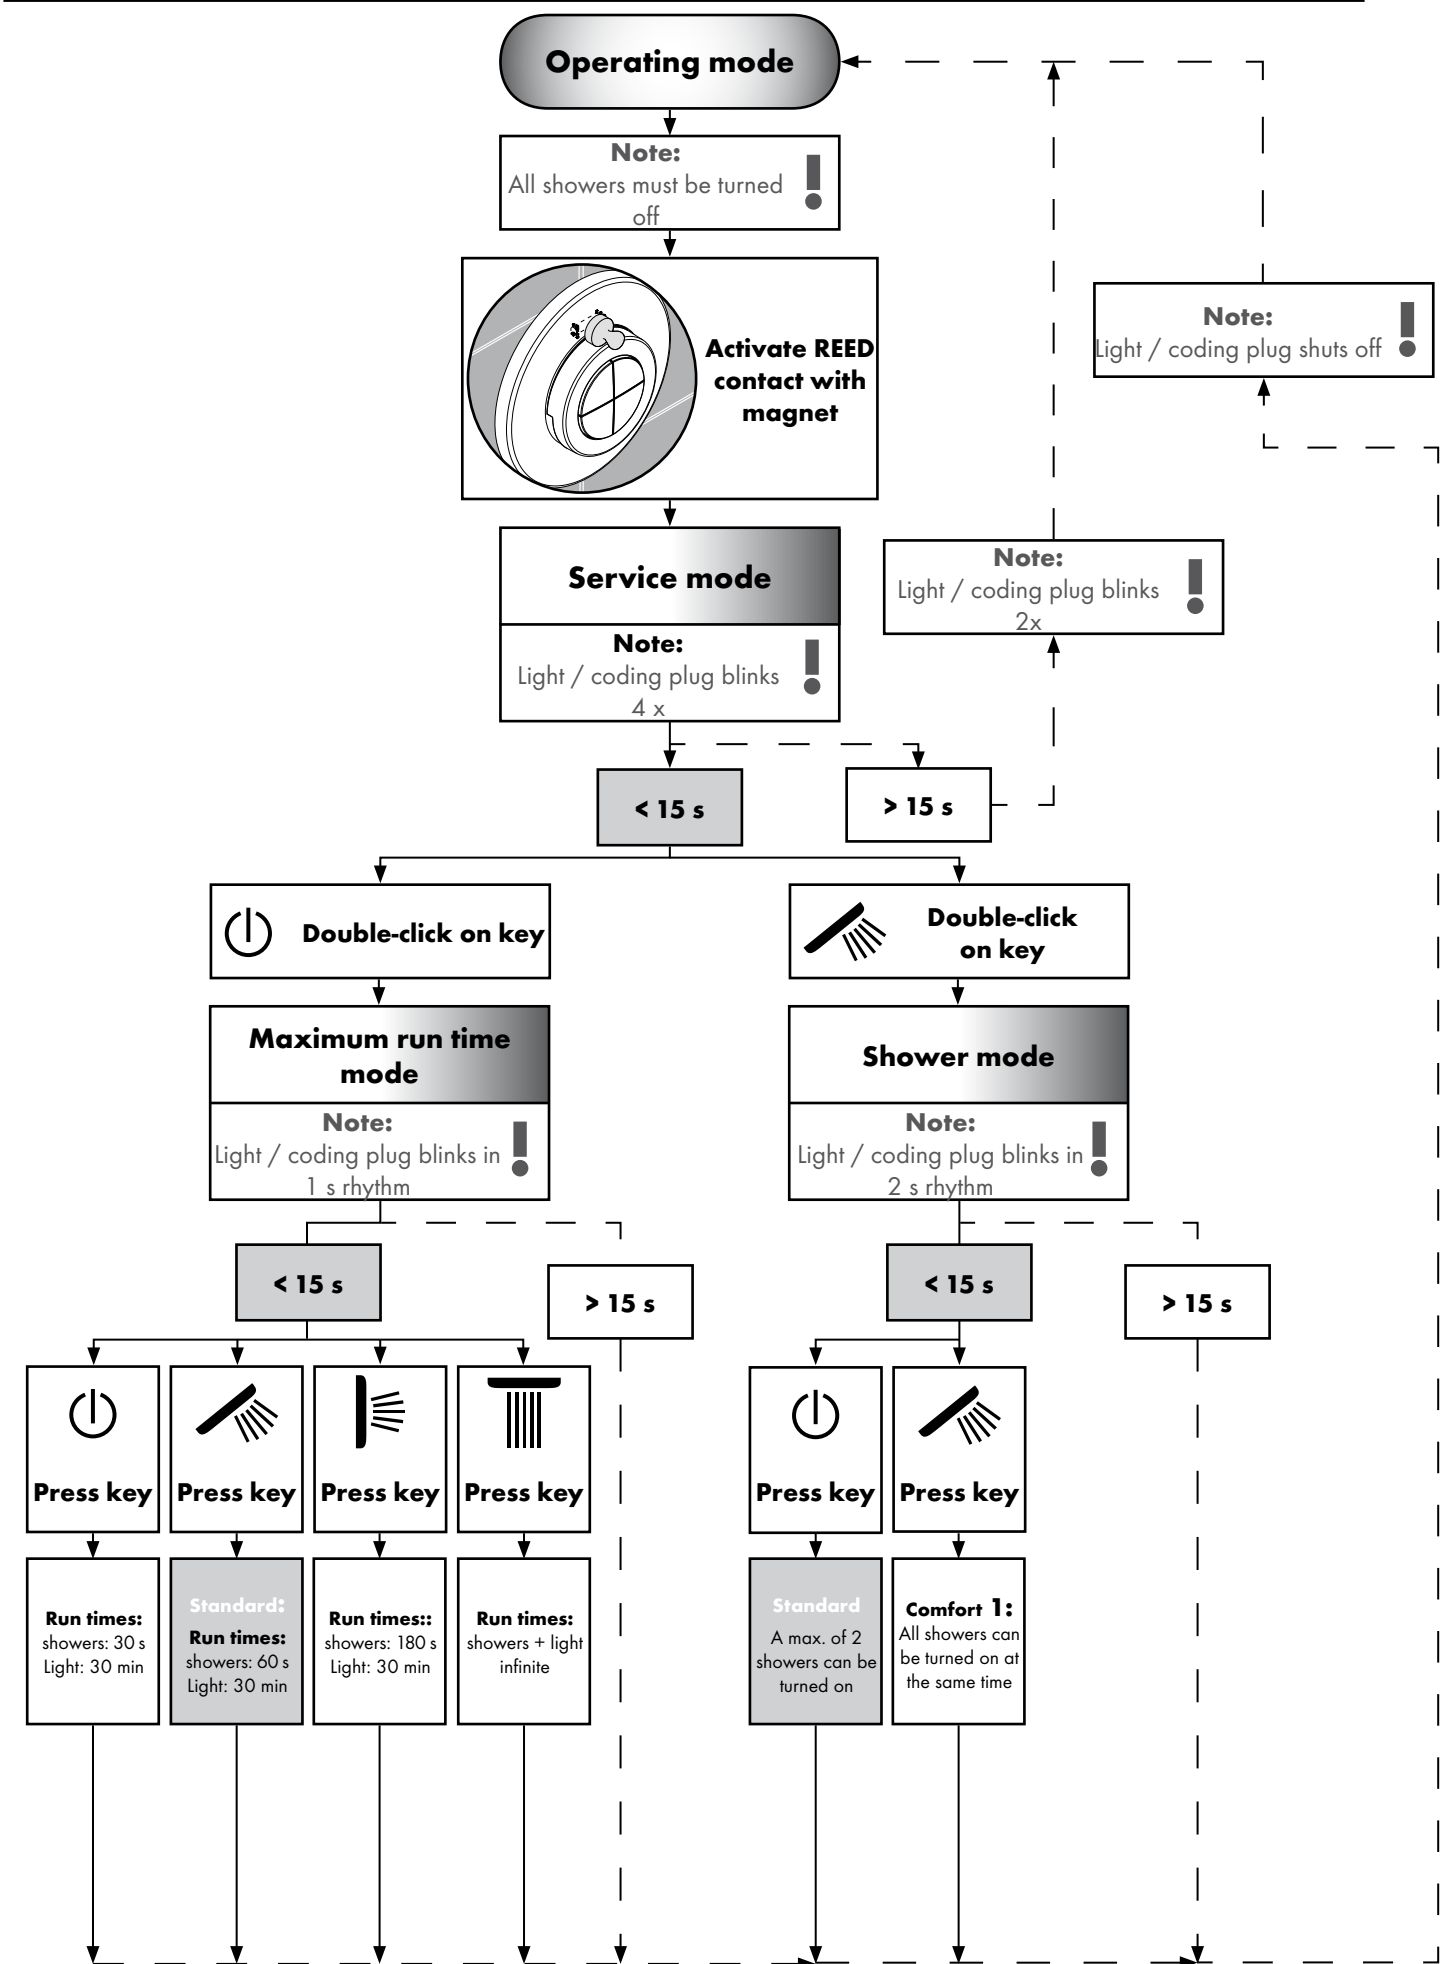 Operating mode
Note:
All showers must be turned
off
Activate REED
contact with
magnet
Note:
Light / coding plug shuts off
Service mode
Note:
Light / coding plug blinks
4 x
Note:
Light / coding plug blinks
2x
< 15 s
> 15 s
Double-click on key
Double-click
on key
Maximum run time
mode
Note:
Light / coding plug blinks in
1 s rhythm
Shower mode
Note:
Light / coding plug blinks in
2 s rhythm
< 15 s
> 15 s
< 15 s
> 15 s
Press key
Press key
Press key
Press key
Press key
Press key
Run times:
showers: 30 s
Light: 30 min
Standard:
Run times:
showers: 60 s
Light: 30 min
Run times::
showers: 180 s
Light: 30 min
Run times:
showers + light
infinite
Standard
A max. of 2
showers can be
turned on
Comfort 1:
All showers can
be turned on at
the same time